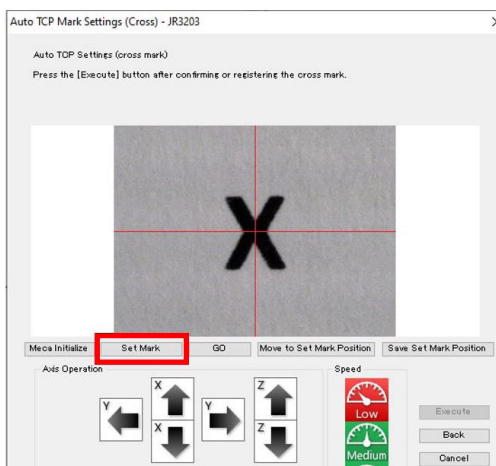 Auto TCP Mark Settings (Cross) - JR3203
Auto TCP Settings (cross mark)
Press the [Execute] button after confirming or registering the cross mark.
X
Meca Initialize Set Mark GO Move to Set Mark Position Save Set Mark Position
Axis Operation Speed
X Z
Y Y Low Execute
X Z Back
Medium Cancel